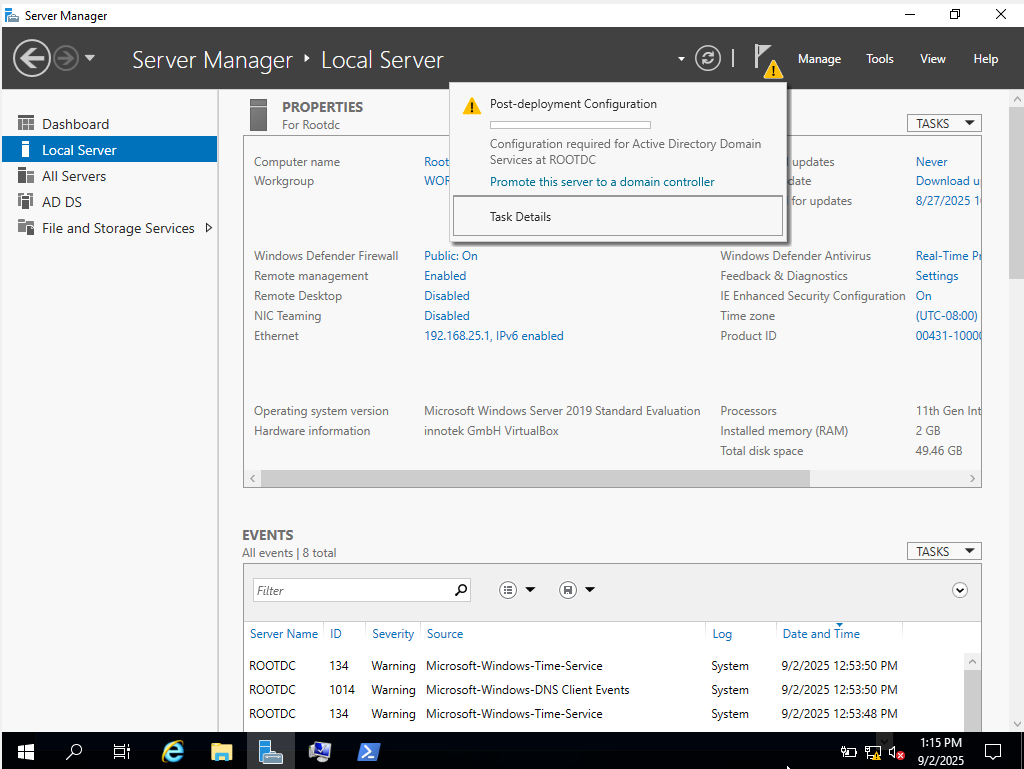 Server Manager
Server Manager Local Server
Manage Tools View Help
Dashboard
Local Server
All Servers
AD DS
File and Storage Services
PROPERTIES
For Rootdc
TASKS
Post-deployment Configuration
Configuration required for Active Directory Domain
Services at ROOTDC
Promote this server to a domain controller
Task Details
Computer name Root updates Never
Workgroup WOR date Download u
for updates 8/27/2025 1
Windows Defender Firewall Public: On Windows Defender Antivirus Real-Time Pr
Remote management Enabled Feedback & Diagnostics Settings
Remote Desktop Disabled IE Enhanced Security Configuration On
NIC Teaming Disabled Time zone (UTC-08:00)
Ethernet 192.168.25.1, IPv6 enabled Product ID 00431-10000
Operating system version Microsoft Windows Server 2019 Standard Evaluation Processors 11th Gen Int
Hardware information innotek GmbH VirtualBox Installed memory (RAM) 2 GB
Total disk space 49.46 GB
EVENTS
All events | 8 total
TASKS
Filter
Server Name ID Severity Source Log Date and Time
ROOTDC 134 Warning Microsoft-Windows-Time-Service System 9/2/2025 12:53:50 PM
ROOTDC 1014 Warning Microsoft-Windows-DNS Client Events System 9/2/2025 12:53:50 PM
ROOTDC 134 Warning Microsoft-Windows-Time-Service System 9/2/2025 12:53:48 PM
1:15 PM
9/2/2025